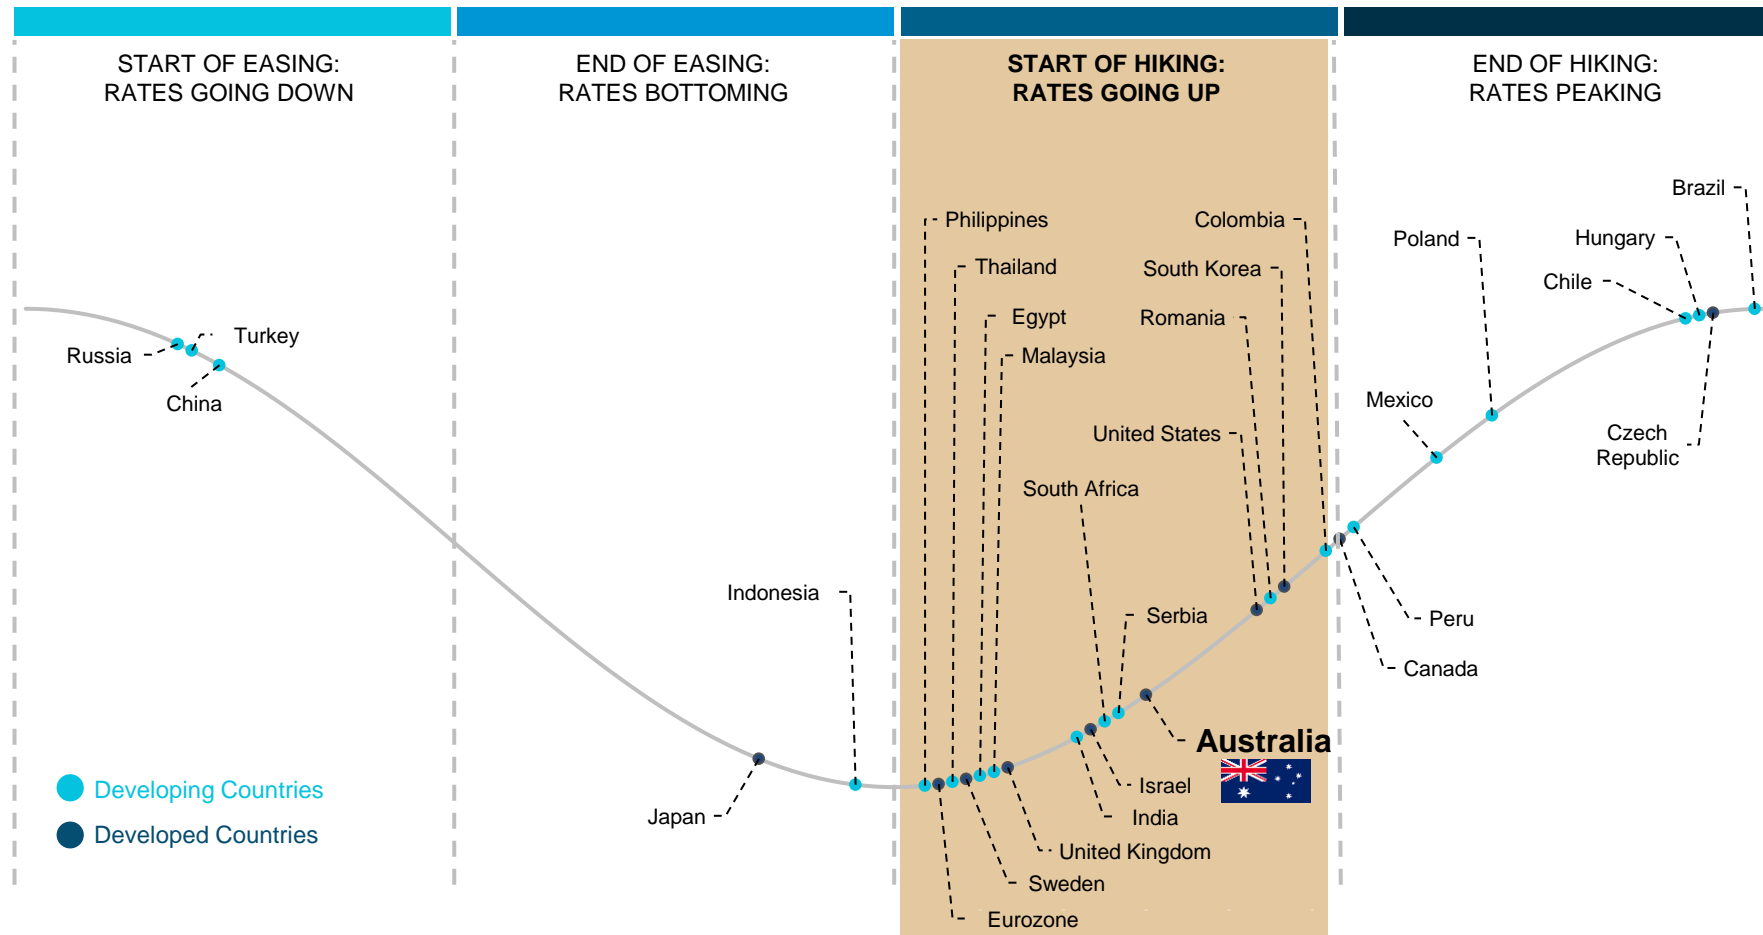 START OF EASING:
RATES GOING DOWN
END OF EASING:
RATES BOTTOMING
START OF HIKING:
RATES GOING UP
END OF HIKING:
RATES PEAKING
Brazil
Philippines
Colombia
Poland
Hungary
Thailand
South Korea
Chile
Egypt
Romania
Turkey
Russia
Malaysia
China
Mexico
United States
Czech
Republic
South Africa
Indonesia
Serbia
Peru
Canada
Australia
Israel
Developing Countries
Japan
India
Developed Countries
United Kingdom
Sweden
Eurozone